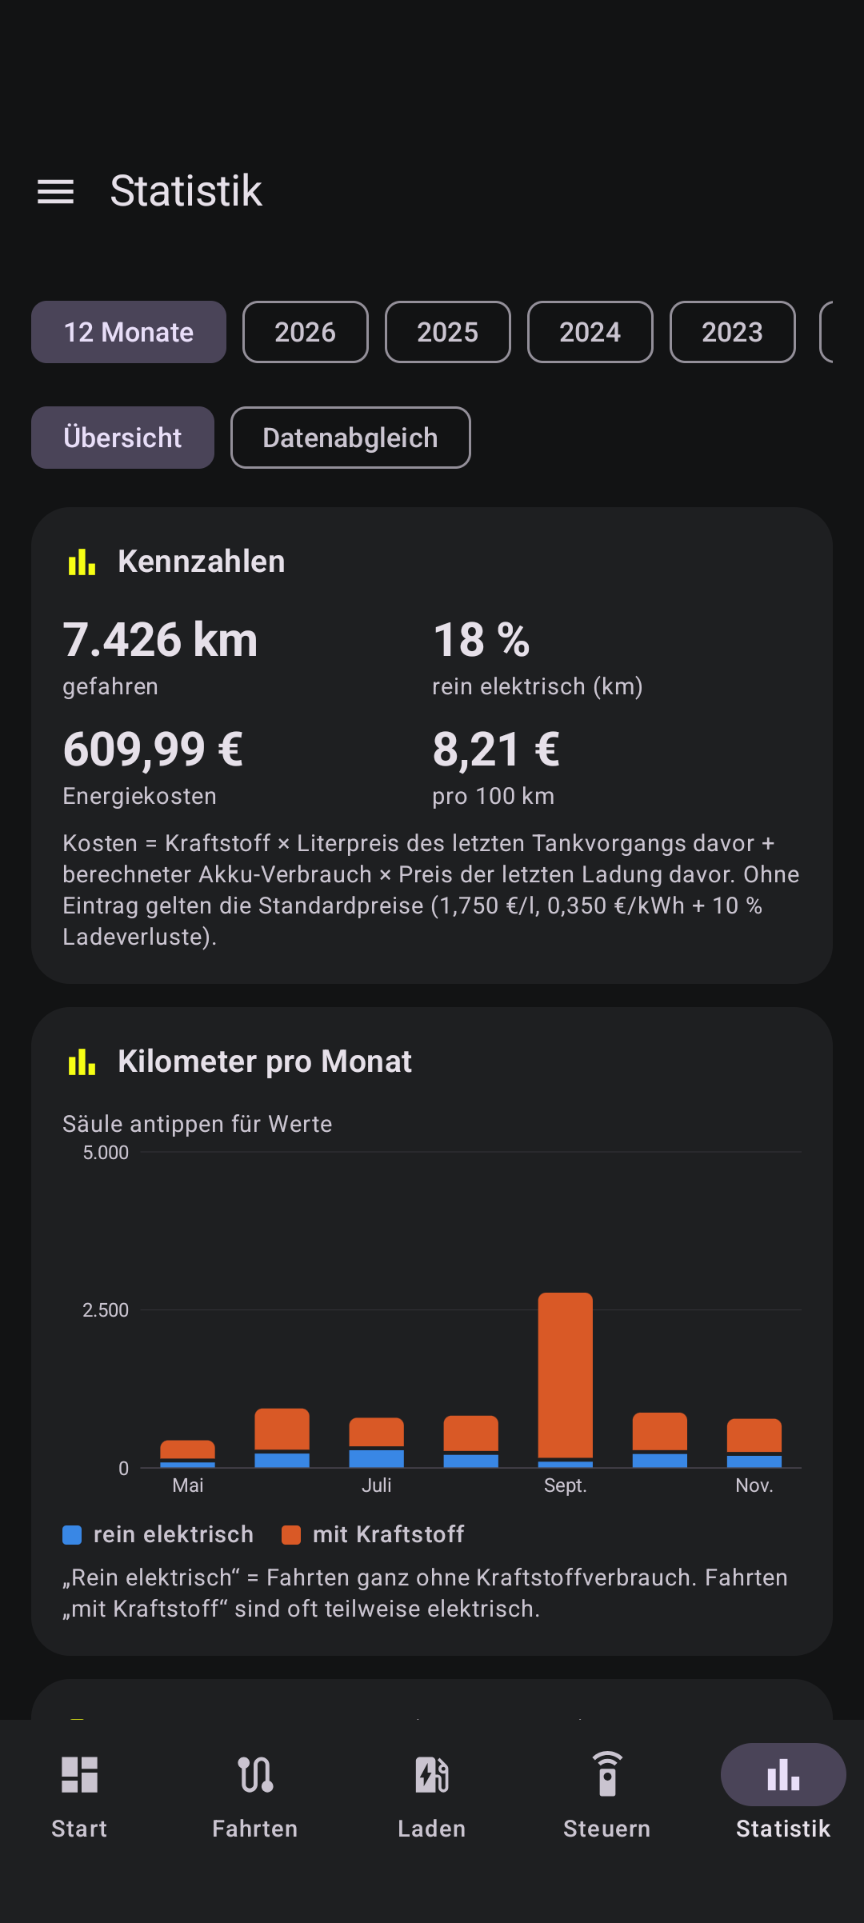 Statistik
12 Monate 2026 2025 2024 2023
Übersicht Datenabgleich
Kennzahlen
7.426 km 18 %
gefahren rein elektrisch (km)
609,99 € 8,21 €
Energiekosten pro 100 km
Kosten = Kraftstoff × Literpreis des letzten Tankvorgangs davor +
berechneter Akku-Verbrauch × Preis der letzten Ladung davor. Ohne
Eintrag gelten die Standardpreise (1,750 €/l, 0,350 €/kWh + 10 %
Ladeverluste).
Kilometer pro Monat
Säule antippen für Werte
5.000
2.500
0
Mai Juli Sept. Nov.
rein elektrisch mit Kraftstoff
„Rein elektrisch“ = Fahrten ganz ohne Kraftstoffverbrauch. Fahrten
„mit Kraftstoff“ sind oft teilweise elektrisch.
Start Fahrten Laden Steuern Statistik